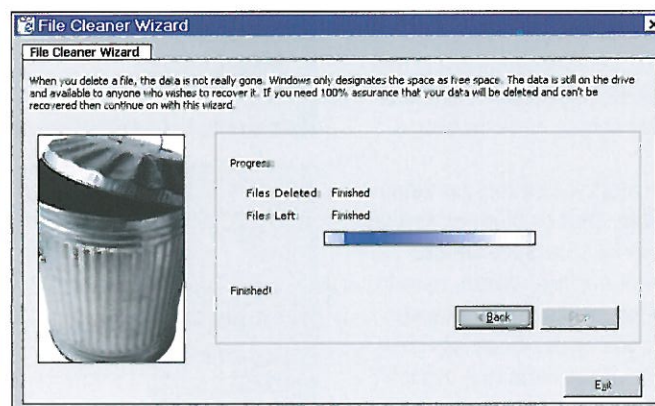 File Cleaner Wizard
File Cleaner Wizard
When you delete a file, the data is not really gone. Windows only designates the space as free space. The data is still on the drive
and available to anyone who wishes to recover it. If you need 100% assurance that your data will be deleted and can't be
recovered then continue on with this wizard.
Progress:
Files Deleted: Finished
Files Left: Finished
Finished!
< Back
Exit